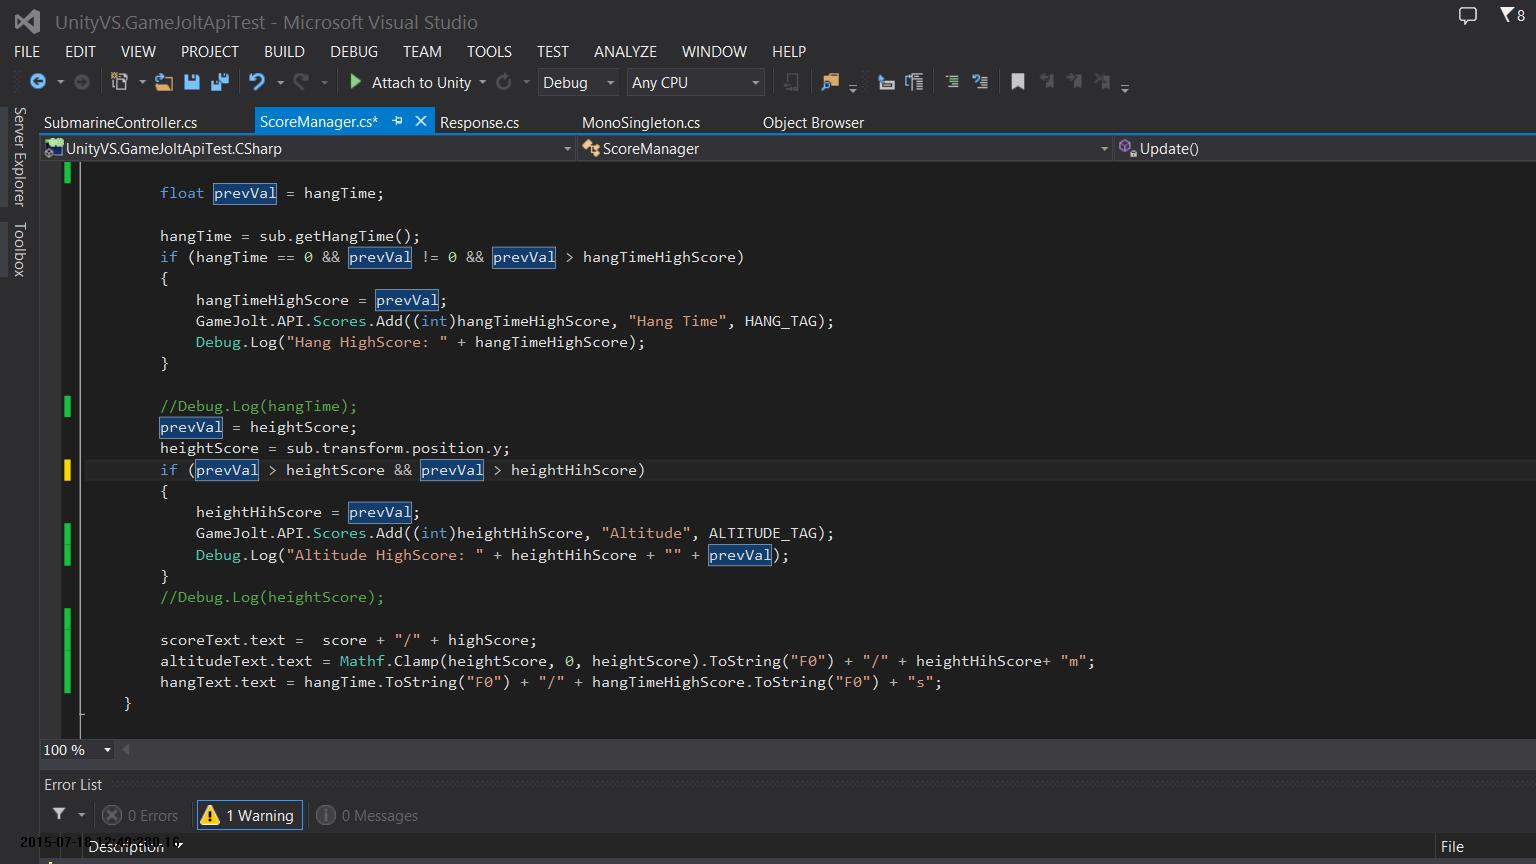 UnityVS.GameJoltApiTest - Microsoft Visual Studio
8
FILE EDIT VIEW PROJECT BUILD DEBUG TEAM TOOLS TEST ANALYZE WINDOW HELP
Attach to Unity Debug Any CPU
Server Explorer
Toolbox
SubmarineController.cs ScoreManager.cs* Response.cs MonoSingleton.cs Object Browser
UnityVS.GameJoltApiTest.CSharp ScoreManager Update()
float prevVal = hangTime;
hangTime = sub.getHangTime();
if (hangTime == 0 && prevVal != 0 && prevVal > hangTimeHighScore)
{
hangTimeHighScore = prevVal;
GameJolt.API.Scores.Add((int)hangTimeHighScore, "Hang Time", HANG_TAG);
Debug.Log("Hang HighScore: " + hangTimeHighScore);
}
//Debug.Log(hangTime);
prevVal = heightScore;
heightScore = sub.transform.position.y;
if (prevVal > heightScore && prevVal > heightHihScore)
{
heightHihScore = prevVal;
GameJolt.API.Scores.Add((int)heightHihScore, "Altitude", ALTITUDE_TAG);
Debug.Log("Altitude HighScore: " + heightHihScore + "" + prevVal);
}
//Debug.Log(heightScore);
scoreText.text =  score + "/" + highScore;
altitudeText.text = Mathf.Clamp(heightScore, 0, heightScore).ToString("F0") + "/" + heightHihScore+ "m";
hangText.text = hangTime.ToString("F0") + "/" + hangTimeHighScore.ToString("F0") + "s";
}
100 %
Error List
0 Errors 1 Warning 0 Messages
Description File